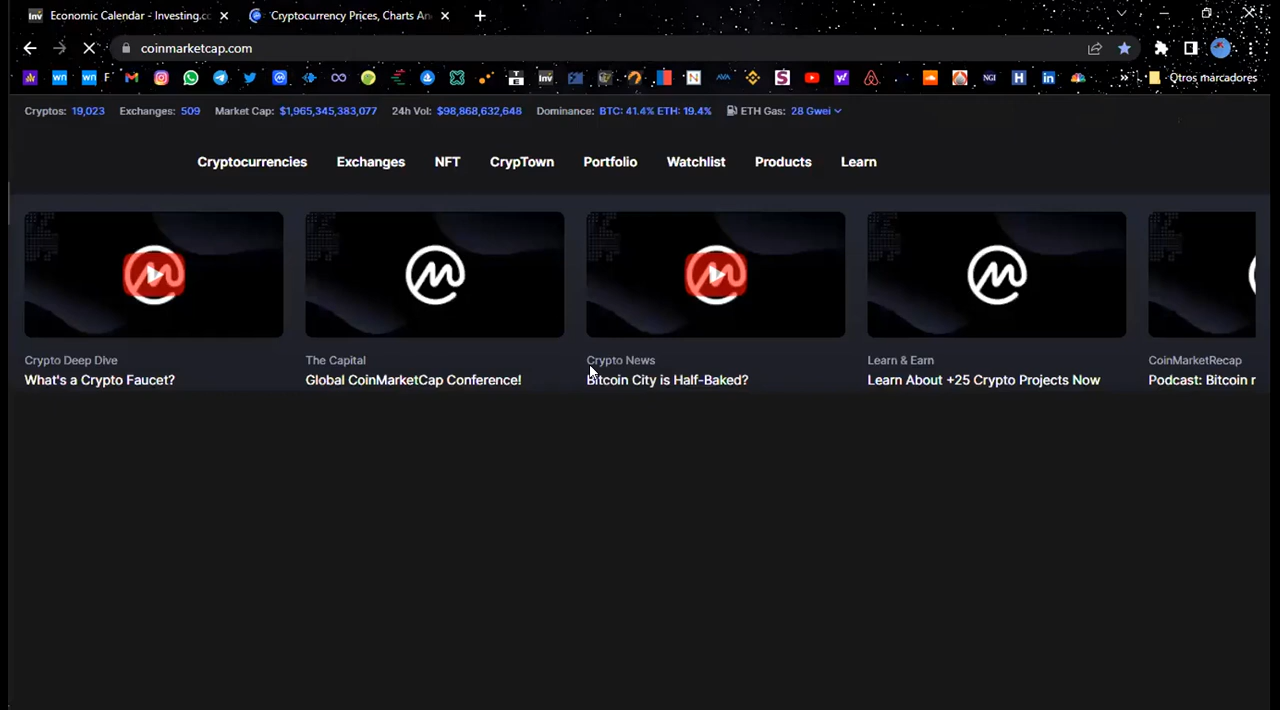 Economic Calendar - Investing.cc
Cryptocurrency Prices, Charts An
coinmarketcap.com
F
Otros marcadores
Cryptos: 19,023 Exchanges: 509 Market Cap: $1,965,345,383,077 24h Vol: $98,868,632,648 Dominance: BTC: 41.4% ETH: 19.4% ETH Gas: 28 Gwei
Cryptocurrencies Exchanges NFT CrypTown Portfolio Watchlist Products Learn
Crypto Deep Dive
What's a Crypto Faucet?
The Capital
Global CoinMarketCap Conference!
Crypto News
Bitcoin City is Half-Baked?
Learn & Earn
Learn About +25 Crypto Projects Now
CoinMarketRecap
Podcast: Bitcoin r